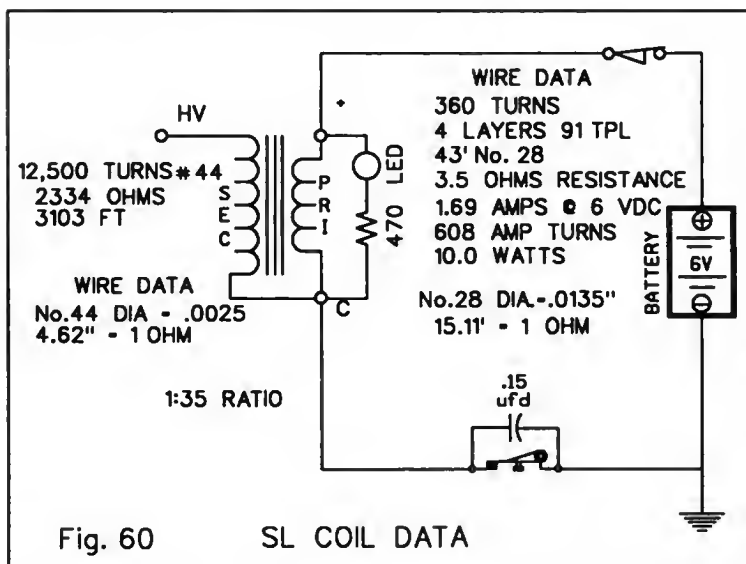 HV
12,500 TURNS #44
2334 OHMS
3103 FT
SEC
WIRE DATA
No.44 DIA - .0025
4.62" - 1 OHM
1:35 RATIO
+
PRI
LED
470
C
WIRE DATA
360 TURNS
4 LAYERS 91 TPL
43' No. 28
3.5 OHMS RESISTANCE
1.69 AMPS @ 6 VDC
608 AMP TURNS
10.0 WATTS
No.28 DIA-.0135"
15.11' - 1 OHM
BATTERY
+
6V
-
.15
ufd
Fig. 60 SL COIL DATA